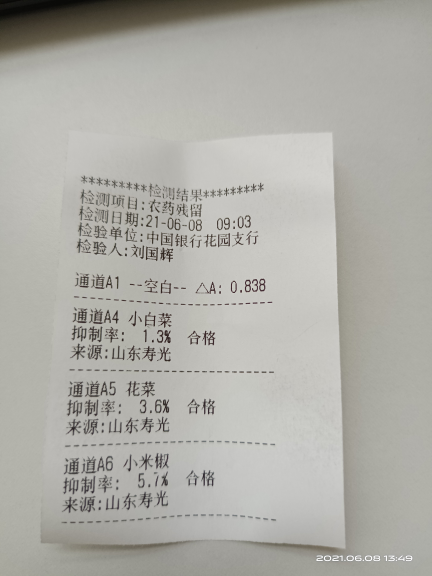 *********检测结果*********
检测项目:农药残留
检测日期:21-06-08 09:03
检验单位:中国银行花园支行
检验人:刘国辉
通道A1 --空白-- △A: 0.838
通道A4 小白菜
抑制率: 1.3% 合格
来源:山东寿光
通道A5 花菜
抑制率: 3.6% 合格
来源:山东寿光
通道A6 小米椒
抑制率: 5.7% 合格
来源:山东寿光
2021.06.08 13:49